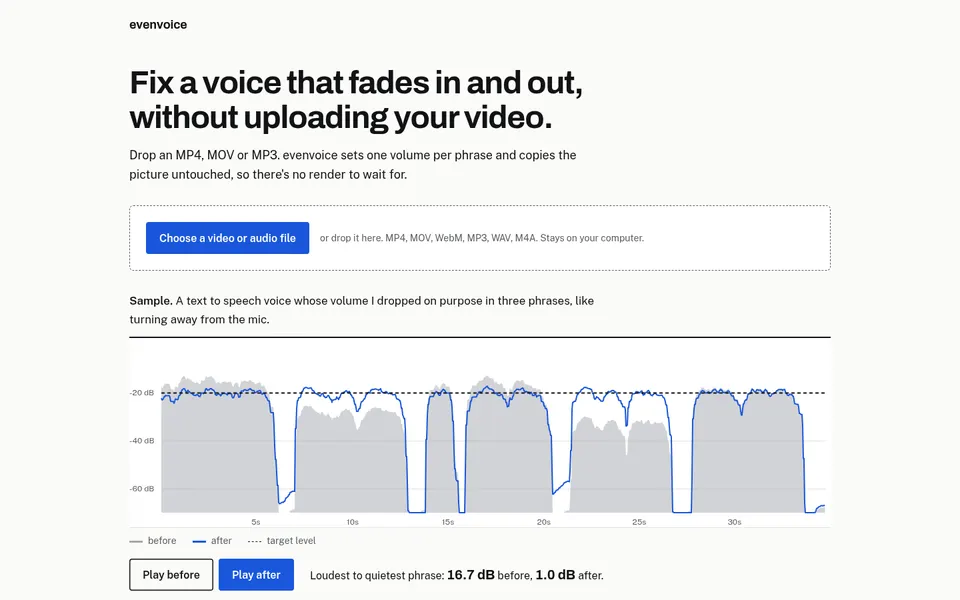 evenvoice
Fix a voice that fades in and out,
without uploading your video.
Drop an MP4, MOV or MP3. evenvoice sets one volume per phrase and copies the
picture untouched, so there's no render to wait for.
Choose a video or audio file
or drop it here. MP4, MOV, WebM, MP3, WAV, M4A. Stays on your computer.
Sample. A text to speech voice whose volume I dropped on purpose in three phrases, like
turning away from the mic.
-20 dB
-40 dB
-60 dB
5s 10s 15s 20s 25s 30s
before after target level
Play before
Play after
Loudest to quietest phrase: 16.7 dB before, 1.0 dB after.